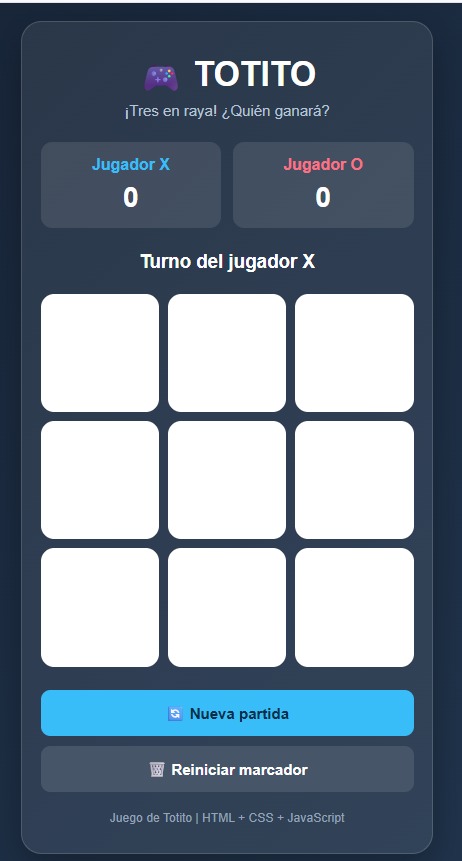 TOTITO
¡Tres en raya! ¿Quién ganará?
Jugador X
0
Jugador O
0
Turno del jugador X
Nueva partida
Reiniciar marcador
Juego de Totito | HTML + CSS + JavaScript